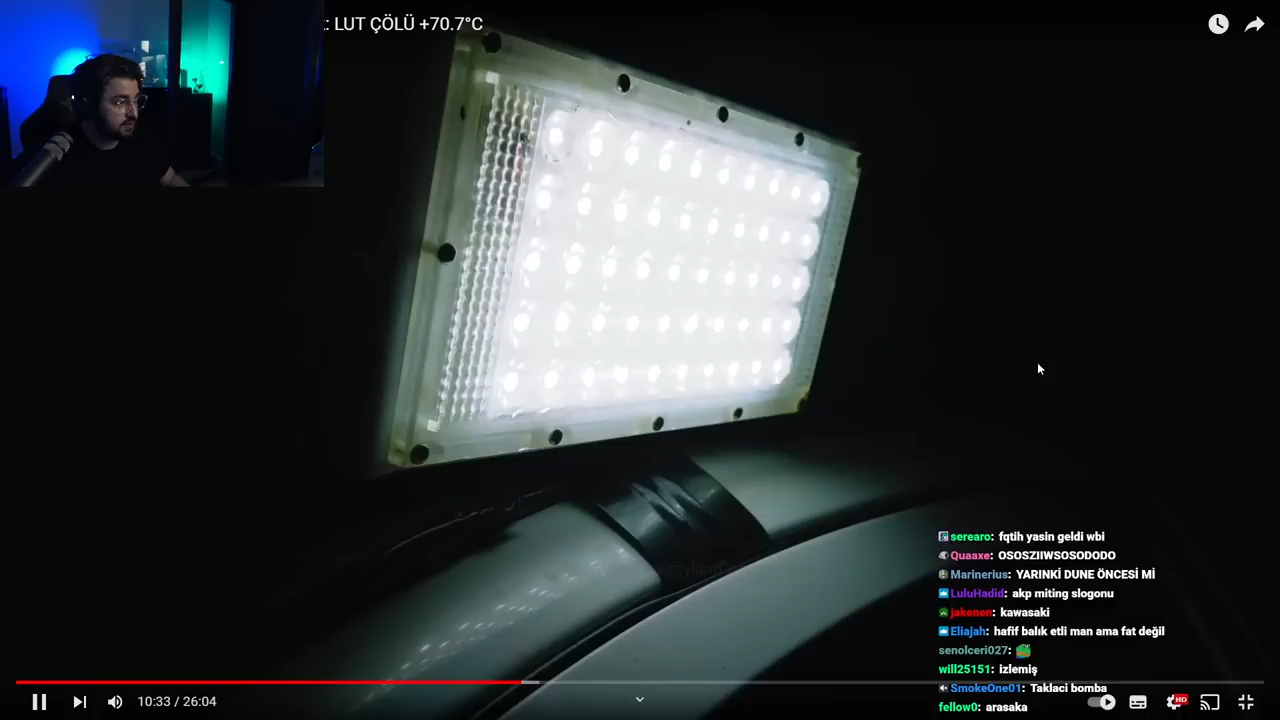 : LUT ÇÖLÜ +70.7°C
serearo: fqtih yasin geldi wbi
Quaaxe: OSOSZIIWSOSODODO
Marinerius: YARINKİ DUNE ÖNCESİ Mİ
LuluHadid: akp miting slogonu
jakenen: kawasaki
Eliajah: hafif balık etli man ama fat değil
senolceri027:
will25151: izlemiş
SmokeOne01: Taklaci bomba
fellow0: arasaka
10:33 / 26:04
HD